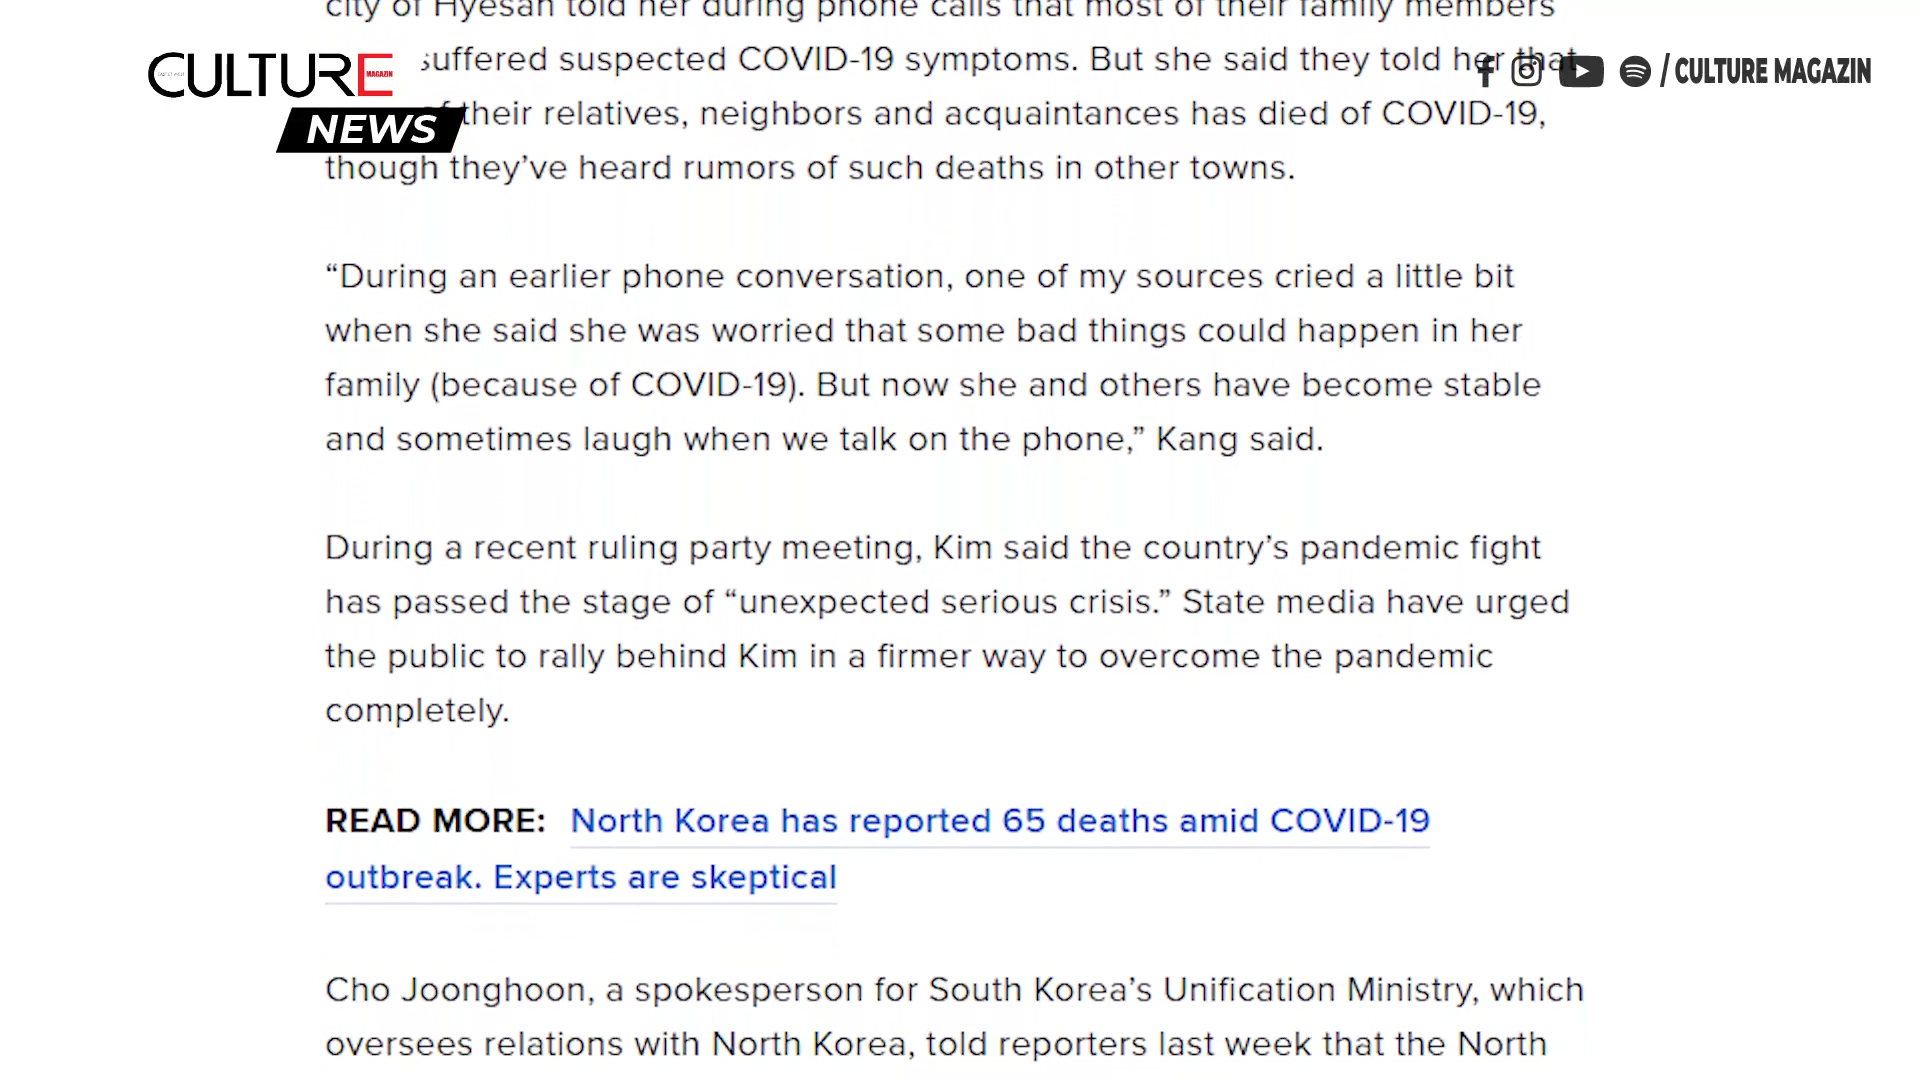 city of Hyesan told her during phone calls that most of their family members
CULTURE
MAGAZIN
suffered suspected COVID-19 symptoms. But she said they told her that
/ CULTURE MAGAZIN
their relatives, neighbors and acquaintances has died of COVID-19,
NEWS
though they’ve heard rumors of such deaths in other towns.
“During an earlier phone conversation, one of my sources cried a little bit
when she said she was worried that some bad things could happen in her
family (because of COVID-19). But now she and others have become stable
and sometimes laugh when we talk on the phone,” Kang said.
During a recent ruling party meeting, Kim said the country’s pandemic fight
has passed the stage of “unexpected serious crisis.” State media have urged
the public to rally behind Kim in a firmer way to overcome the pandemic
completely.
READ MORE: North Korea has reported 65 deaths amid COVID-19
outbreak. Experts are skeptical
Cho Joonghoon, a spokesperson for South Korea’s Unification Ministry, which
oversees relations with North Korea, told reporters last week that the North